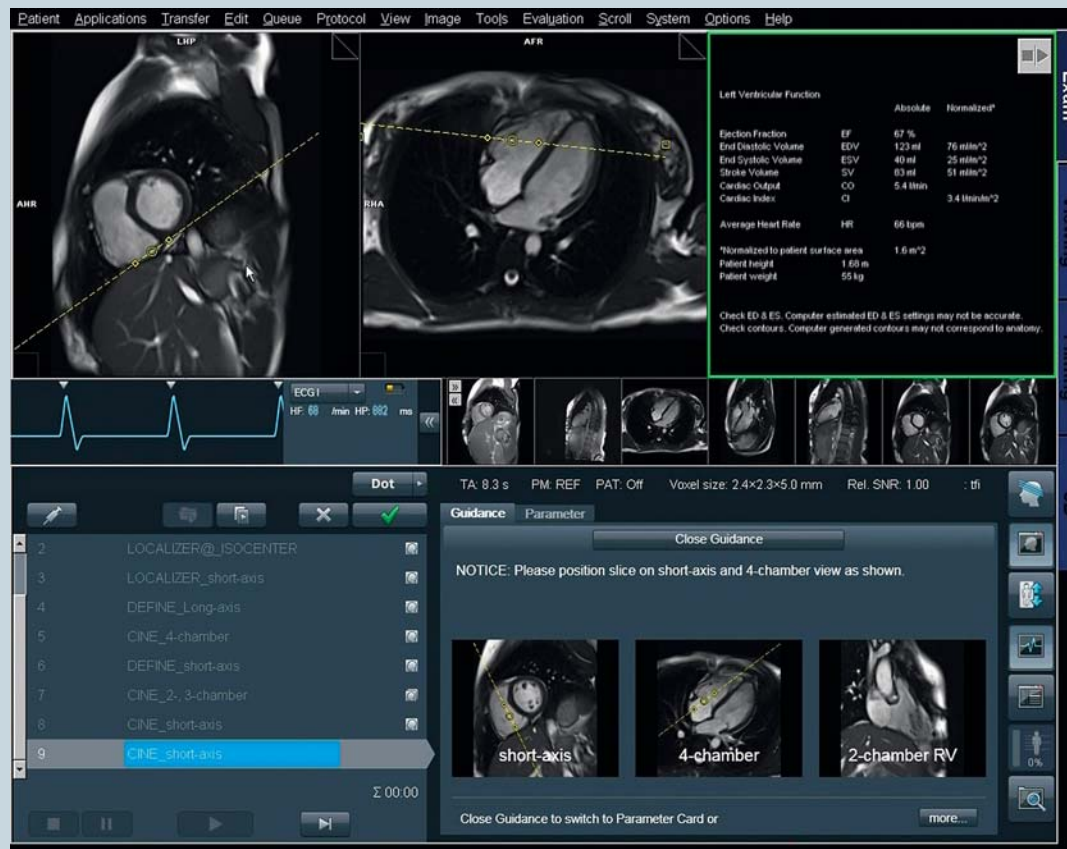 Patient Applications Transfer Edit Queue Protocol View Image Tools Evaluation Scroll System Options Help
LHP
AFR
Exam
Left Ventricular Function
Absolute Normalized*
AHR
RHA
Ejection Fraction EF 67 %
End Diastolic Volume EDV 123 ml 76 ml/m^2
End Systolic Volume ESV 40 ml 25 ml/m^2
Stroke Volume SV 83 ml 51 ml/m^2
Cardiac Output CO 5.4 l/min
Cardiac Index CI 3.4 l/min/m^2
Average Heart Rate HR 66 bpm
*Normalized to patient surface area 1.6 m^2
Patient height 1.68 m
Patient weight 55 kg
Check ED & ES. Computer estimated ED & ES settings may not be accurate.
Check contours. Computer generated contours may not correspond to anatomy.
ECG I
HF: 68 /min HP: 882 ms
Dot
TA: 8.3 s PM: REF PAT: Off Voxel size: 2.4×2.3×5.0 mm Rel. SNR: 1.00 : tfi
Guidance Parameter
Close Guidance
NOTICE: Please position slice on short-axis and 4-chamber view as shown.
2 LOCALIZER@_ISOCENTER
3 LOCALIZER_short-axis
4 DEFINE_Long-axis
5 CINE_4-chamber
6 DEFINE_short-axis
7 CINE_2-, 3-chamber
8 CINE_short-axis
9 CINE_short-axis
short-axis
4-chamber
2-chamber RV
0%
Σ 00:00
Close Guidance to switch to Parameter Card or
more...